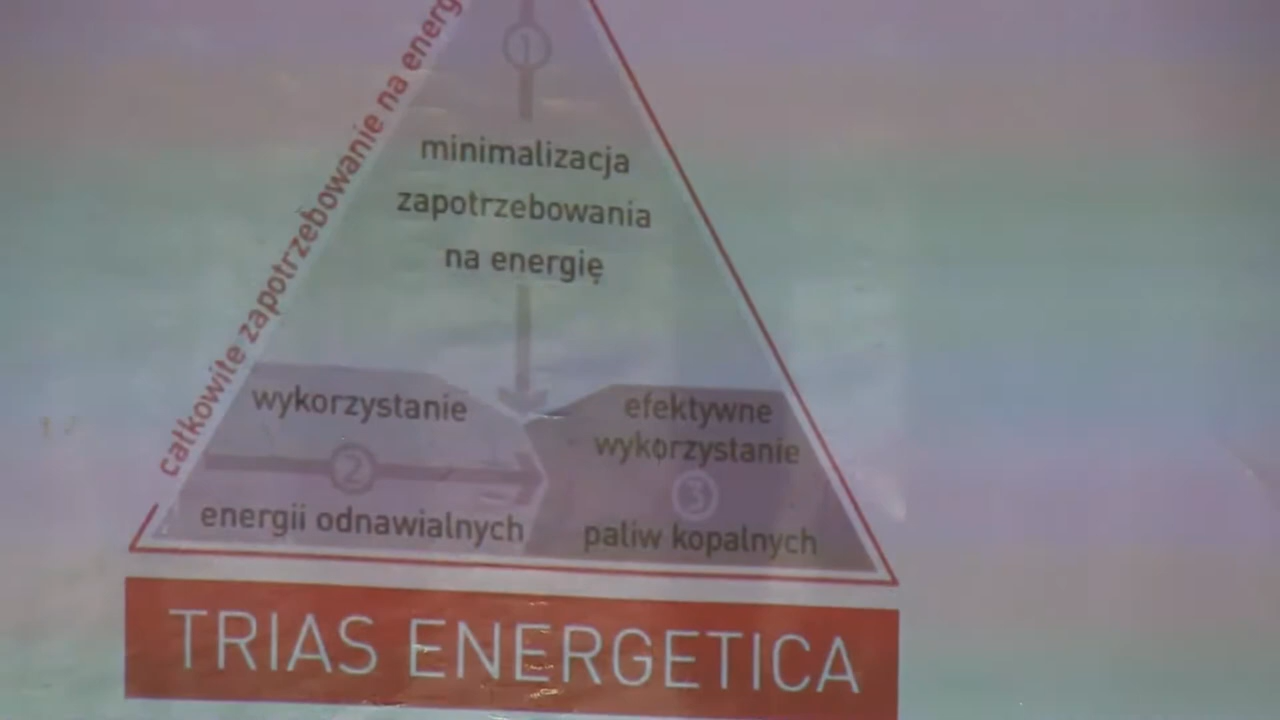 całkowite zapotrzebowanie na energ
1
minimalizacja
zapotrzebowania
na energię
wykorzystanie
2
energii odnawialnych
efektywne
wykorzystanie
3
paliw kopalnych
TRIAS ENERGETICA